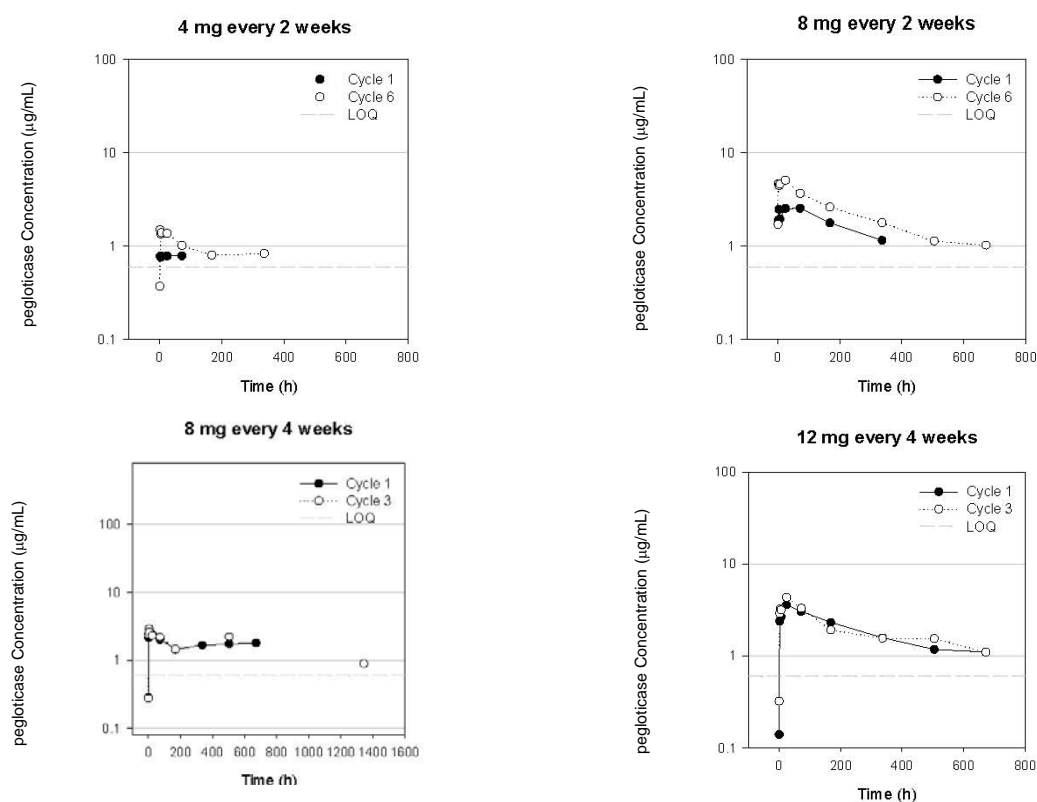 4 mg every 2 weeks
pegloticase Concentration (µg/mL)
100
10
1
0.1
Cycle 1
Cycle 6
LOQ
0 200 400 600 800
Time (h)
8 mg every 2 weeks
pegloticase Concentration (µg/mL)
100
10
1
0.1
Cycle 1
Cycle 6
LOQ
0 200 400 600 800
Time (h)
8 mg every 4 weeks
pegloticase Concentration (µg/mL)
100
10
1
0.1
Cycle 1
Cycle 3
LOQ
0 200 400 600 800 1000 1200 1400 1600
Time (h)
12 mg every 4 weeks
pegloticase Concentration (µg/mL)
100
10
1
0.1
Cycle 1
Cycle 3
LOQ
0 200 400 600 800
Time (h)